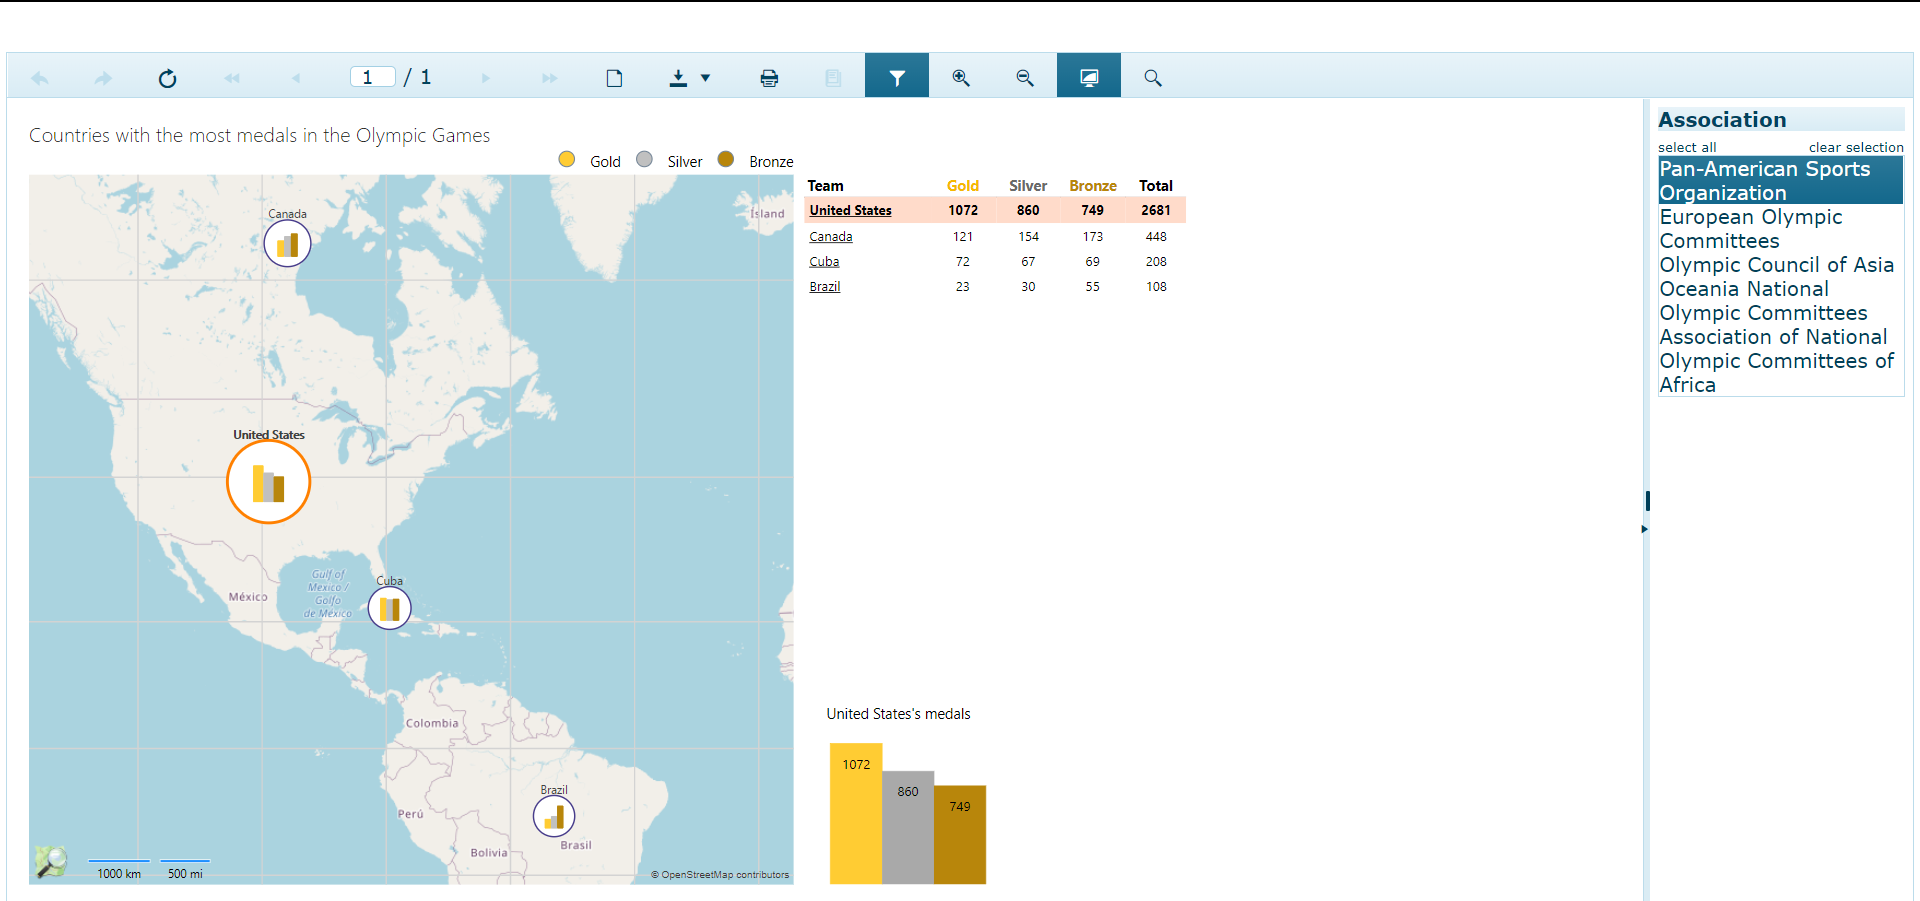 1 / 1
Countries with the most medals in the Olympic Games
Gold Silver Bronze
Canada
Ísland
United States
Gulf of
Mexico /
Golfo
de México
Cuba
México
Colombia
Brazil
Perú
Brasil
Bolivia
1000 km 500 mi
© OpenStreetMap contributors
Team Gold Silver Bronze Total
United States 1072 860 749 2681
Canada 121 154 173 448
Cuba 72 67 69 208
Brazil 23 30 55 108
United States's medals
1072
860
749
Association
select all clear selection
Pan-American Sports
Organization
European Olympic
Committees
Olympic Council of Asia
Oceania National
Olympic Committees
Association of National
Olympic Committees of
Africa